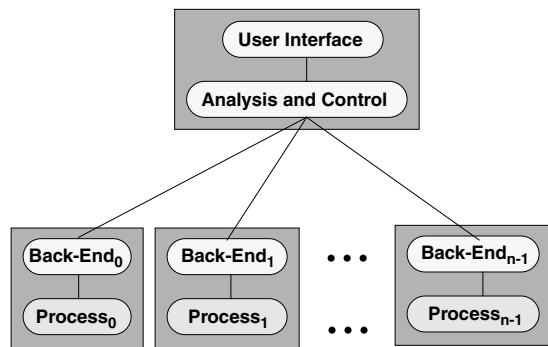 User Interface
Analysis and Control
Back-End0
Back-End1
• • •
Back-Endn-1
Process0
Process1
• • •
Processn-1